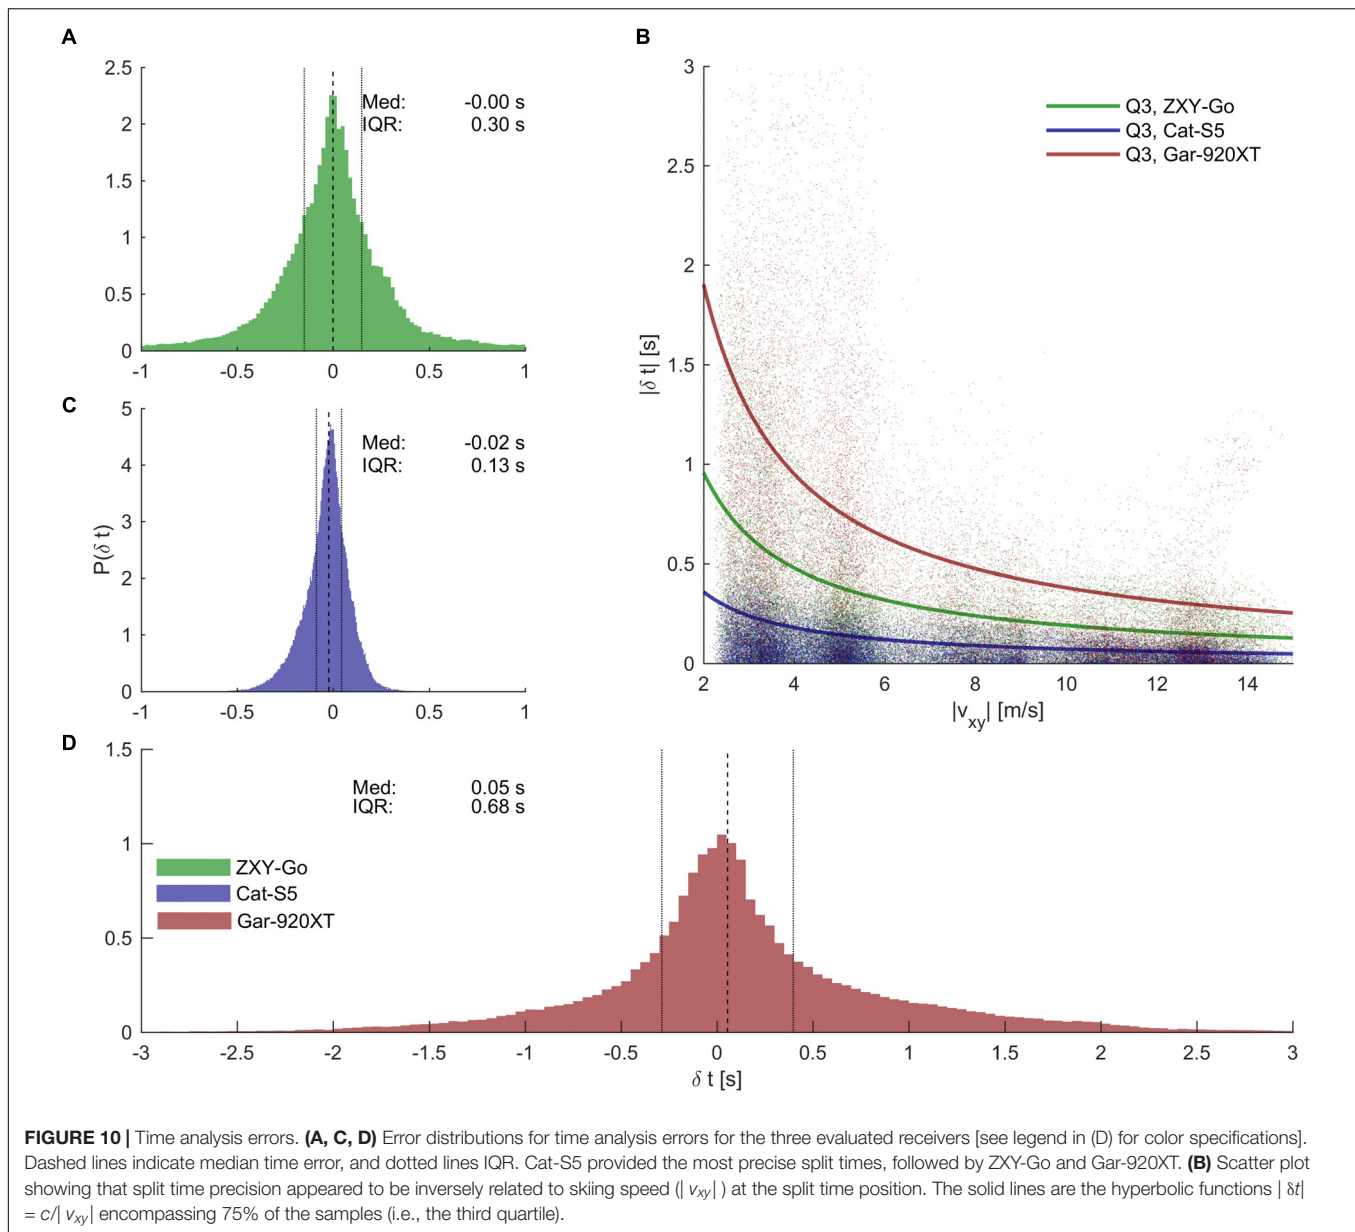 A
2.5
2
1.5
1
0.5
0
-1
-0.5
0
0.5
1
Med: -0.00 s
IQR: 0.30 s
B
3
2.5
2
1.5
1
0.5
0
2
4
6
8
10
12
14
|δ t| [s]
|vxy| [m/s]
Q3, ZXY-Go
Q3, Cat-S5
Q3, Gar-920XT
C
5
4
3
2
1
0
-1
-0.5
0
0.5
1
P(δ t)
Med: -0.02 s
IQR: 0.13 s
D
1.5
1
0.5
0
-3
-2.5
-2
-1.5
-1
-0.5
0
0.5
1
1.5
2
2.5
3
δ t [s]
Med: 0.05 s
IQR: 0.68 s
ZXY-Go
Cat-S5
Gar-920XT
FIGURE 10 | Time analysis errors. (A, C, D) Error distributions for time analysis errors for the three evaluated receivers [see legend in (D) for color specifications].
Dashed lines indicate median time error, and dotted lines IQR. Cat-S5 provided the most precise split times, followed by ZXY-Go and Gar-920XT. (B) Scatter plot
showing that split time precision appeared to be inversely related to skiing speed (| vxy| ) at the split time position. The solid lines are the hyperbolic functions | δt|
= c/| vxy| encompassing 75% of the samples (i.e., the third quartile).